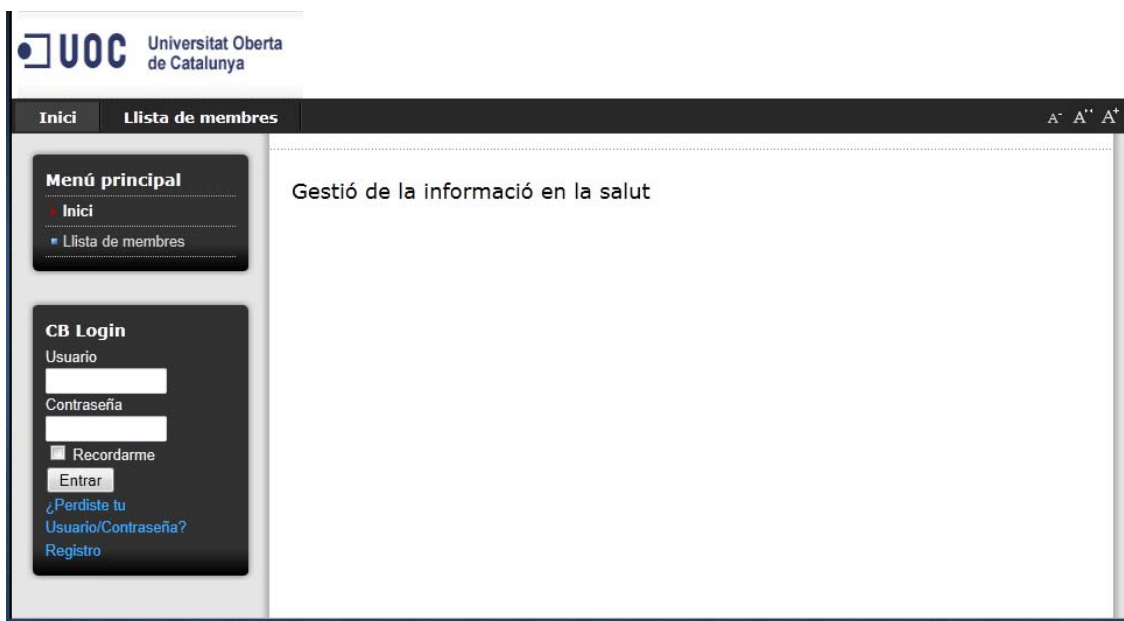 UOC
Universitat Oberta
de Catalunya
Inici
Llista de membres
A- A'' A+
Menú principal
Inici
Llista de membres
Gestió de la informació en la salut
CB Login
Usuario
Contraseña
Recordarme
Entrar
¿Perdiste tu
Usuario/Contraseña?
Registro